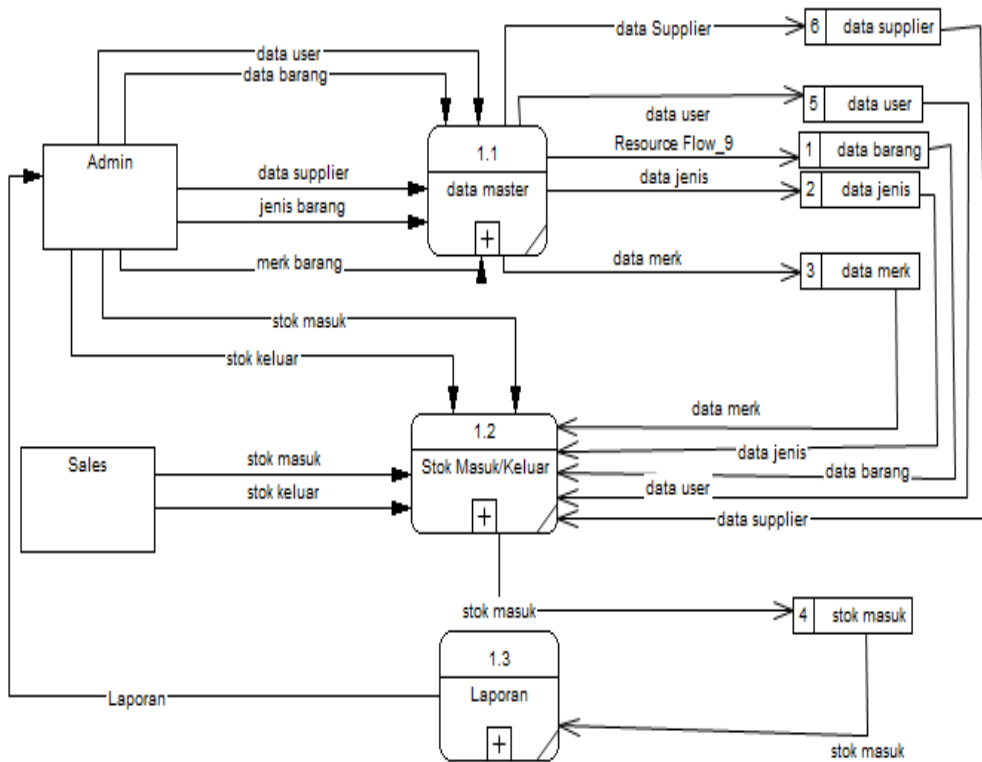 data Supplier
6 data supplier
data user
data barang
5 data user
data user
1.1
Resource Flow_9
1 data barang
Admin
data supplier
data master
data jenis
2 data jenis
jenis barang
+
merk barang
data merk
3 data merk
stok masuk
stok keluar
data merk
1.2
data jenis
Sales
stok masuk
Stok Masuk/Keluar
data barang
stok keluar
data user
+
data supplier
stok masuk
4 stok masuk
1.3
Laporan
Laporan
+
stok masuk